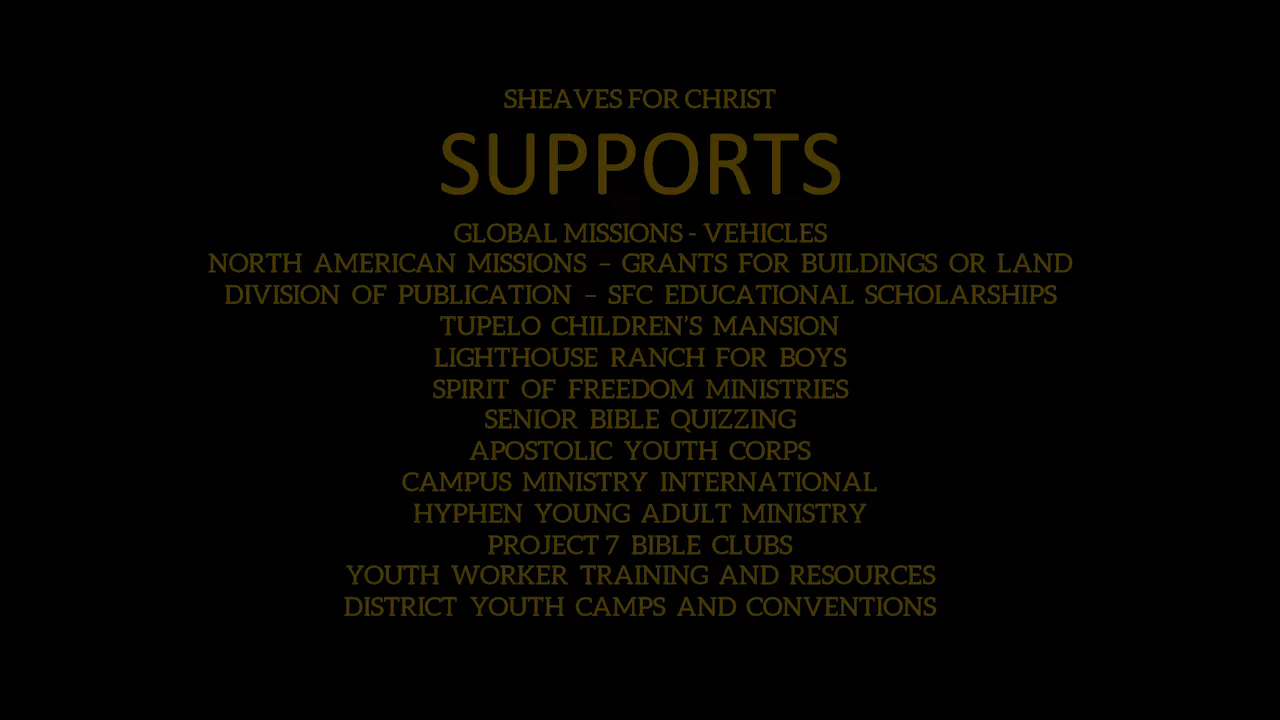 SHEAVES FOR CHRIST
SUPPORTS
GLOBAL MISSIONS - VEHICLES
NORTH AMERICAN MISSIONS – GRANTS FOR BUILDINGS OR LAND
DIVISION OF PUBLICATION – SFC EDUCATIONAL SCHOLARSHIPS
TUPELO CHILDREN’S MANSION
LIGHTHOUSE RANCH FOR BOYS
SPIRIT OF FREEDOM MINISTRIES
SENIOR BIBLE QUIZZING
APOSTOLIC YOUTH CORPS
CAMPUS MINISTRY INTERNATIONAL
HYPHEN YOUNG ADULT MINISTRY
PROJECT 7 BIBLE CLUBS
YOUTH WORKER TRAINING AND RESOURCES
DISTRICT YOUTH CAMPS AND CONVENTIONS